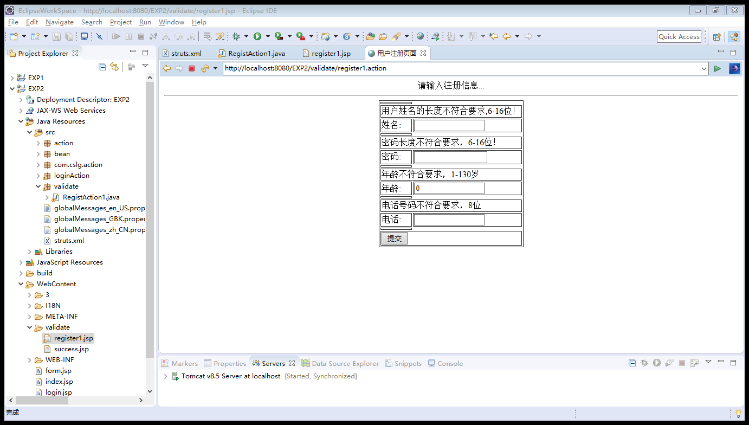 EclipseWorkSpace - http://localhost:8080/EXP2/validate/register1.jsp - Eclipse IDE
File Edit Navigate Search Project Run Window Help
Quick Access
Project Explorer
struts.xml RegistAction1.java register1.jsp 用户注册页面
http://localhost:8080/EXP2/validate/register1.action
EXP1
EXP2
Deployment Descriptor: EXP2
JAX-WS Web Services
Java Resources
src
action
bean
com.cslg.action
loginAction
validate
RegistAction1.java
globalMessages_en_US.proper
globalMessages_GBK.propert
globalMessages_zh_CN.prope
struts.xml
Libraries
JavaScript Resources
build
WebContent
3
I18N
META-INF
validate
register1.jsp
success.jsp
WEB-INF
form.jsp
index.jsp
login.jsp
请输入注册信息...
用户姓名的长度不符合要求,6-16位!
姓名:
密码长度不符合要求，6-16位!
密码:
年龄不符合要求，1-130岁
年龄: 0
电话号码不符合要求，8位
电话:
提交
Markers Properties Servers Data Source Explorer Snippets Console
Tomcat v8.5 Server at localhost [Started, Synchronized]
完成